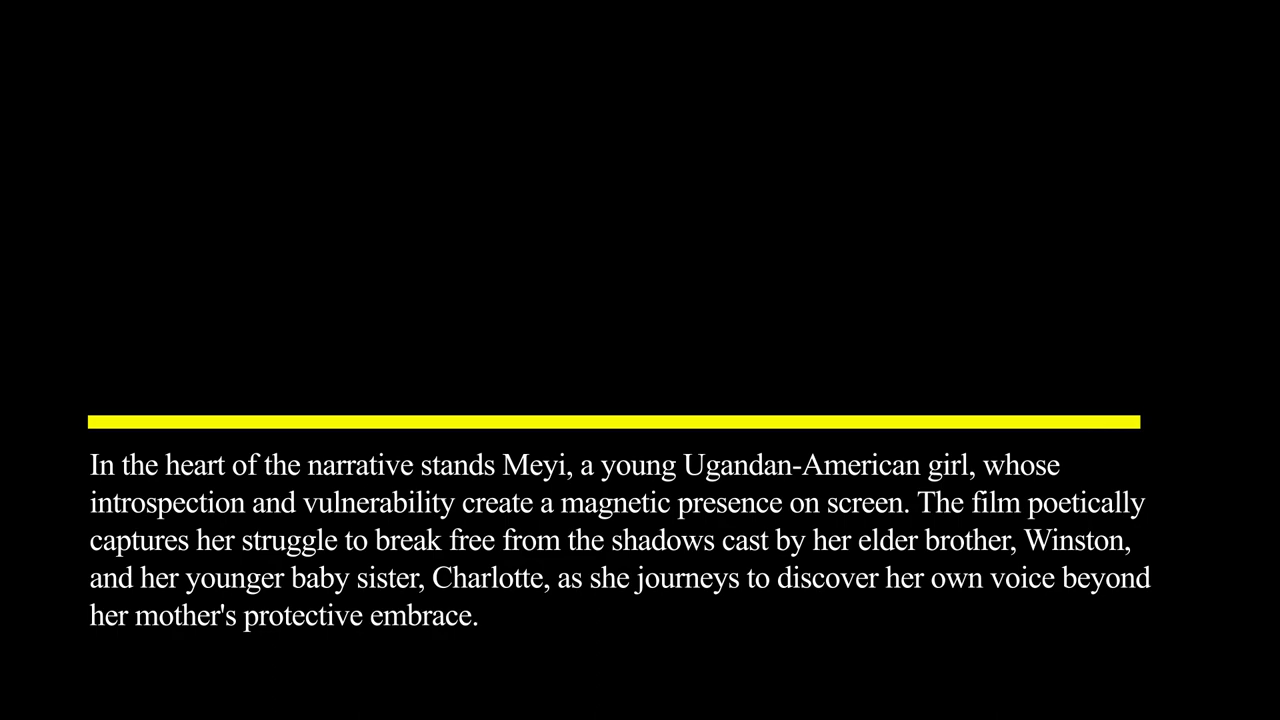 In the heart of the narrative stands Meyi, a young Ugandan-American girl, whose
introspection and vulnerability create a magnetic presence on screen. The film poetically
captures her struggle to break free from the shadows cast by her elder brother, Winston,
and her younger baby sister, Charlotte, as she journeys to discover her own voice beyond
her mother's protective embrace.